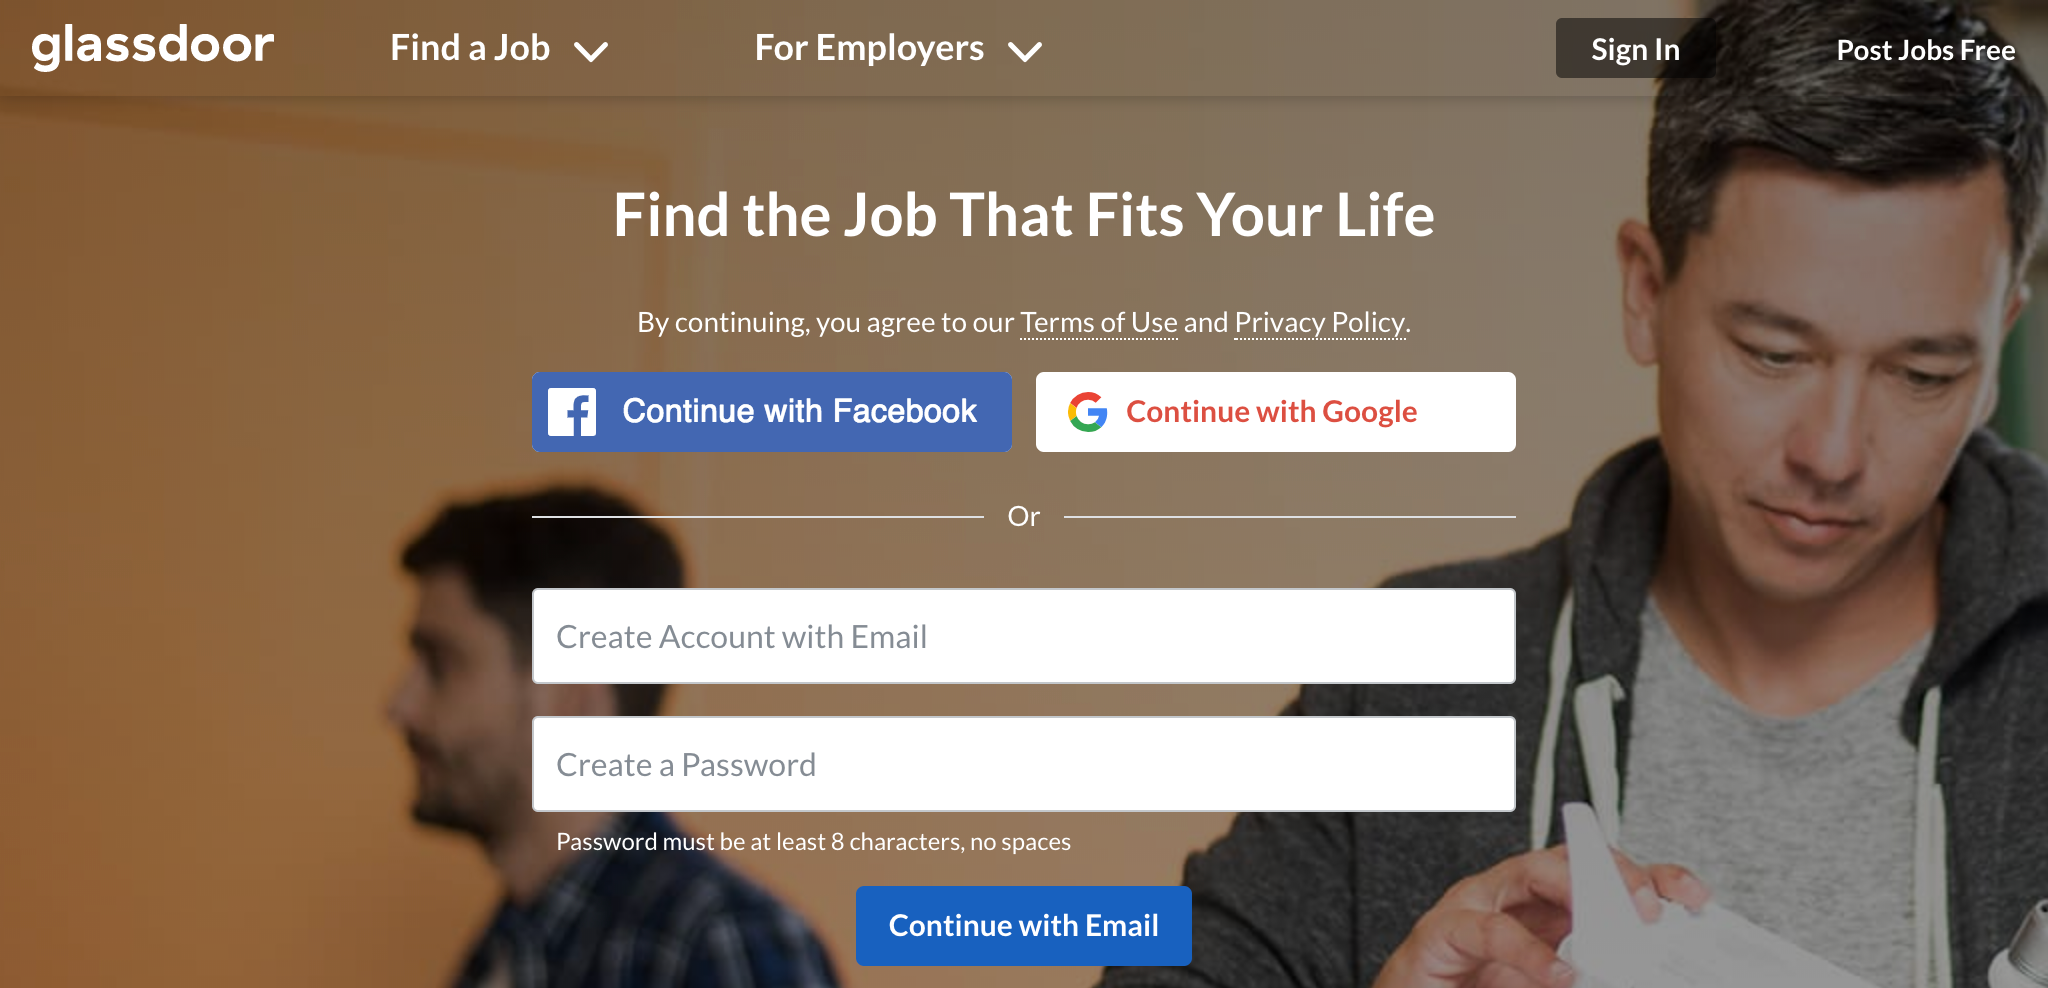 glassdoor
Find a Job
For Employers
Sign In
Post Jobs Free
Find the Job That Fits Your Life
By continuing, you agree to our Terms of Use and Privacy Policy.
Continue with Facebook
Continue with Google
Or
Create Account with Email
Create a Password
Password must be at least 8 characters, no spaces
Continue with Email